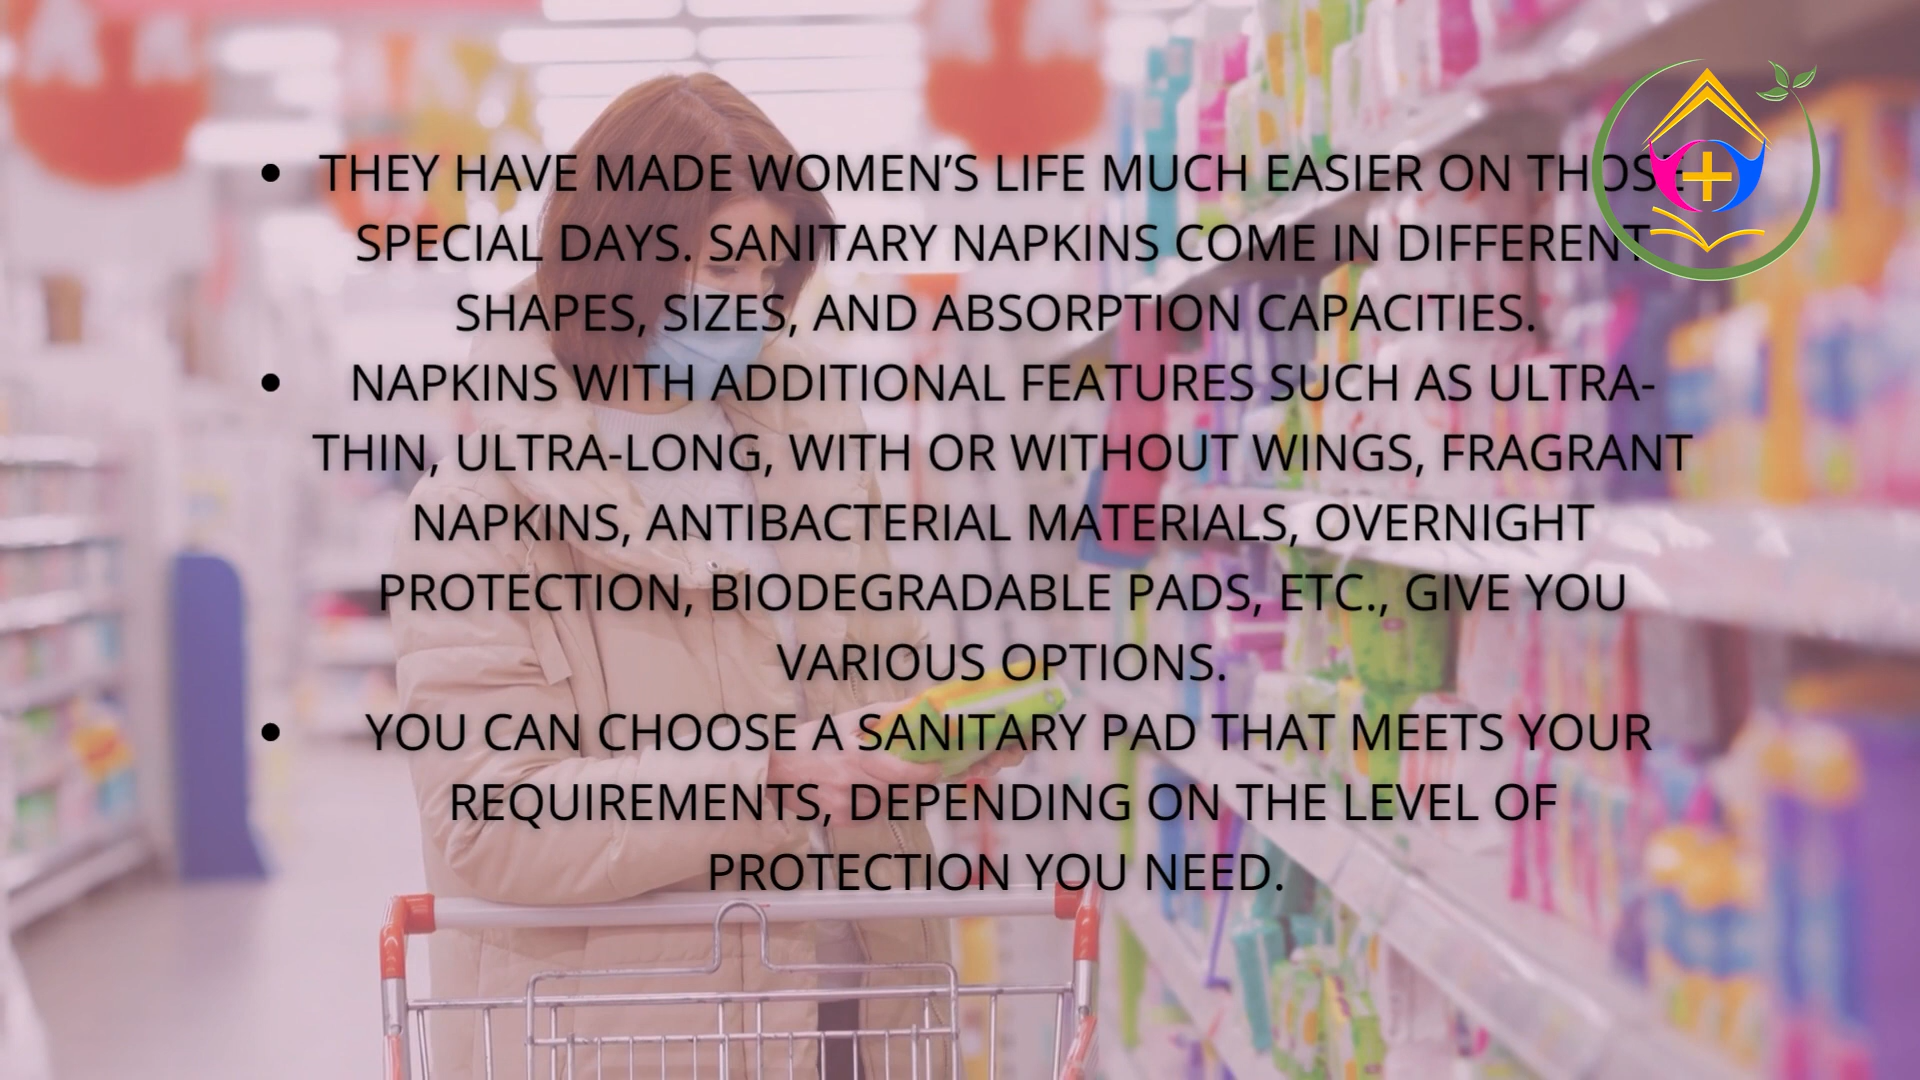 • THEY HAVE MADE WOMEN’S LIFE MUCH EASIER ON THOSE
SPECIAL DAYS. SANITARY NAPKINS COME IN DIFFERENT
SHAPES, SIZES, AND ABSORPTION CAPACITIES.
• NAPKINS WITH ADDITIONAL FEATURES SUCH AS ULTRA-
THIN, ULTRA-LONG, WITH OR WITHOUT WINGS, FRAGRANT
NAPKINS, ANTIBACTERIAL MATERIALS, OVERNIGHT
PROTECTION, BIODEGRADABLE PADS, ETC., GIVE YOU
VARIOUS OPTIONS.
• YOU CAN CHOOSE A SANITARY PAD THAT MEETS YOUR
REQUIREMENTS, DEPENDING ON THE LEVEL OF
PROTECTION YOU NEED.